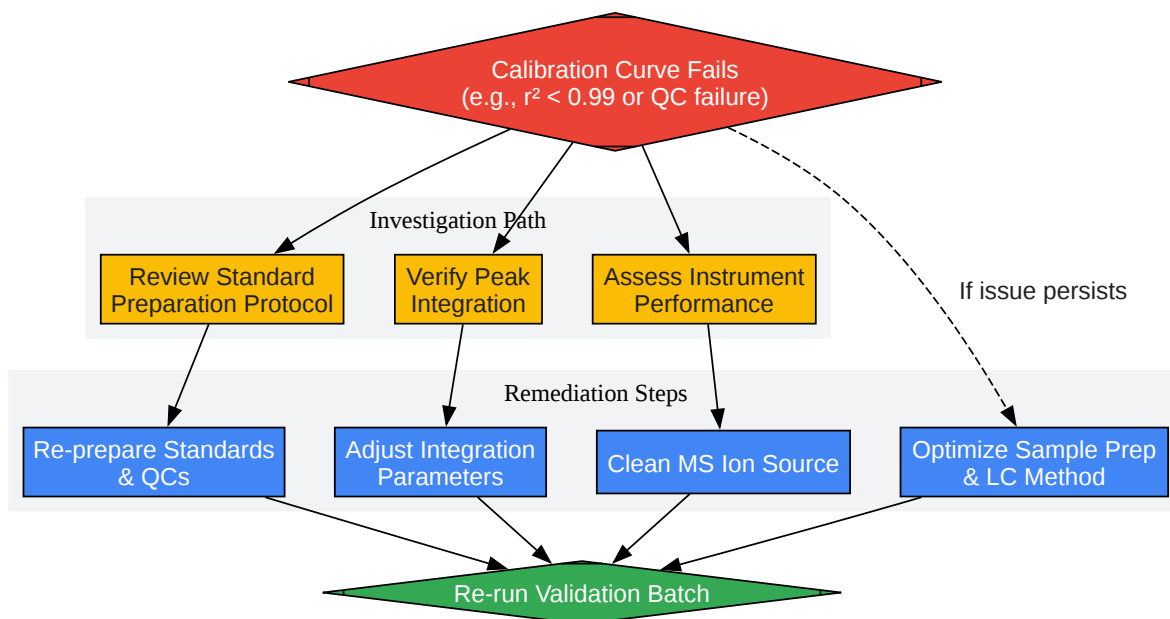 Calibration Curve Fails
(e.g., r² < 0.99 or QC failure)
Investigation Path
Review Standard
Preparation Protocol
Verify Peak
Integration
Assess Instrument
Performance
If issue persists
Remediation Steps
Re-prepare Standards
& QCs
Adjust Integration
Parameters
Clean MS Ion Source
Optimize Sample Prep
& LC Method
Re-run Validation Batch